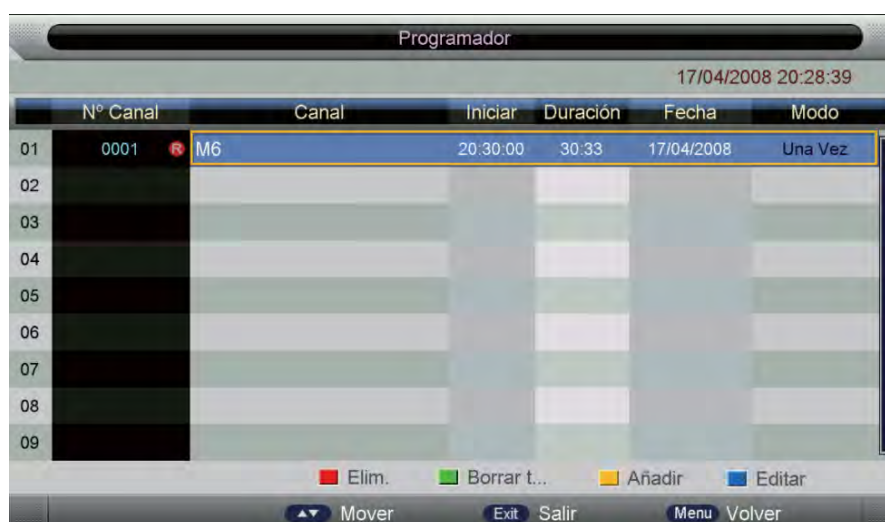 Programador
17/04/2008 20:28:39
Nº Canal Canal Iniciar Duración Fecha Modo
01 0001 R M6 20:30:00 30:33 17/04/2008 Una Vez
02
03
04
05
06
07
08
09
Elim. Borrar t... Añadir Editar
Mover Exit Salir Menu Volver